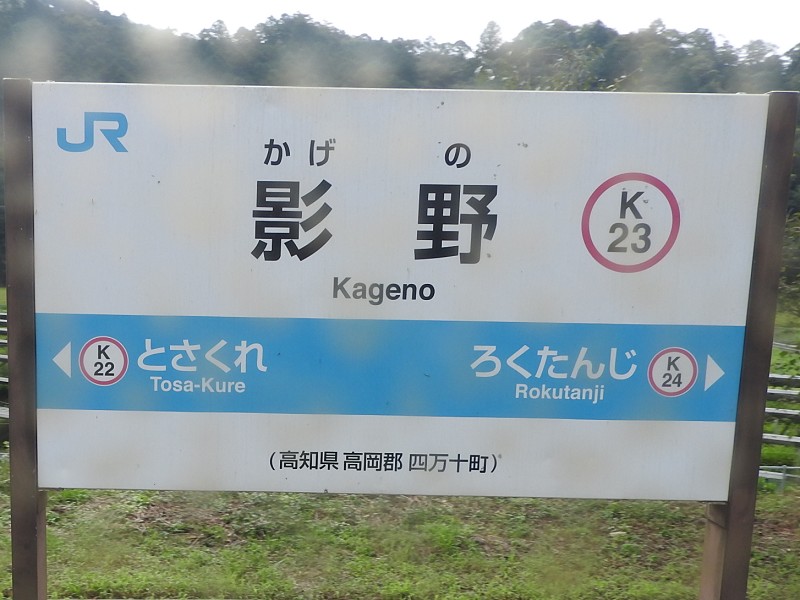 JR
かげ の
影野
K
23
Kageno
K
22
とさくれ
Tosa-Kure
ろくたんじ
Rokutanji
K
24
(高知県 高岡郡 四万十町)